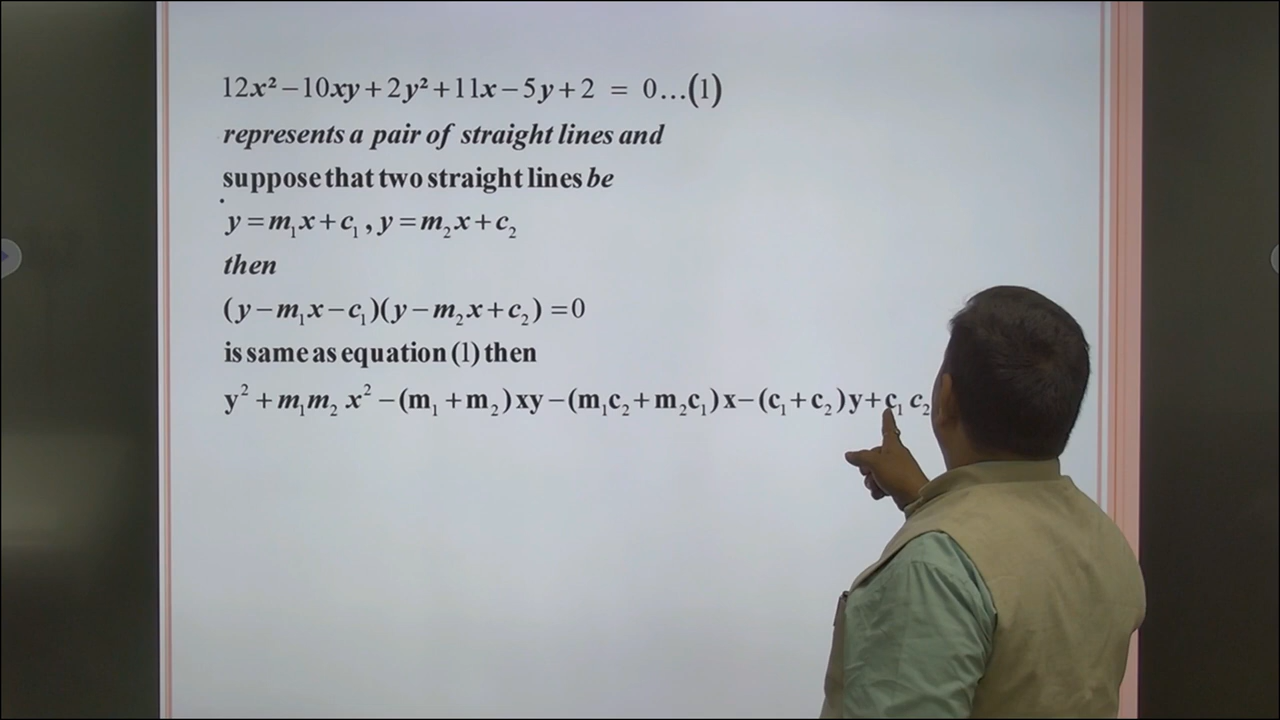 12x² − 10xy + 2y² + 11x − 5y + 2 = 0...(1)
represents a pair of straight lines and
suppose that two straight lines be
y = m₁x + c₁ , y = m₂x + c₂
then
(y − m₁x − c₁)(y − m₂x + c₂) = 0
is same as equation (1) then
y² + m₁m₂ x² − (m₁ + m₂)xy − (m₁c₂ + m₂c₁)x − (c₁ + c₂)y + c₁ c₂